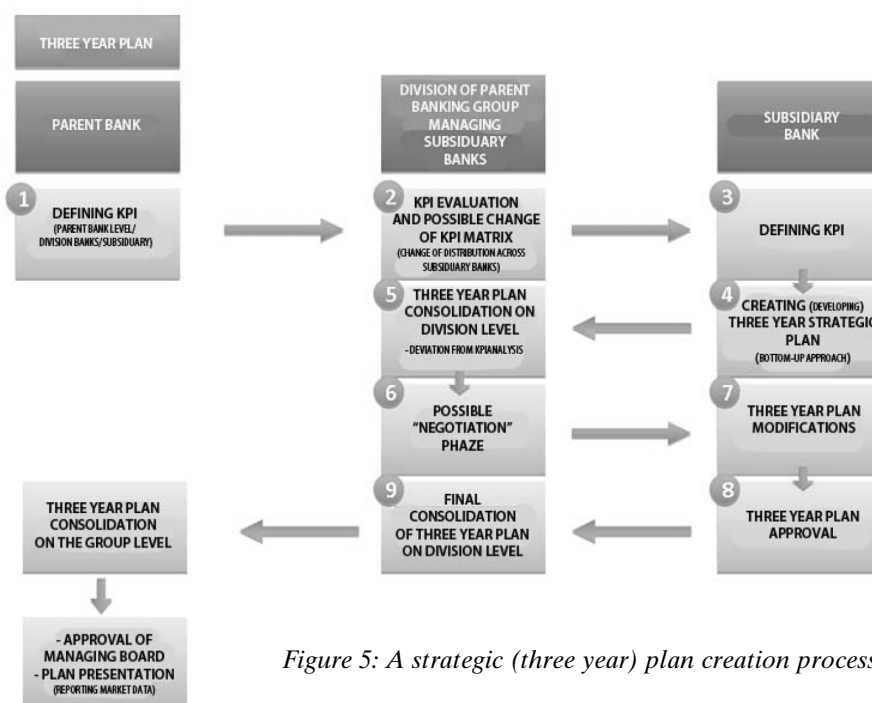 THREE YEAR PLAN
PARENT BANK
DIVISION OF PARENT
BANKING GROUP
MANAGING
SUBSIDUARY
BANKS
SUBSIDIARY
BANK
1
DEFINING KPI
(PARENT BANK LEVEL/
DIVISION BANKS/SUBSIDUARY)
2
KPI EVALUATION
AND POSSIBLE CHANGE
OF KPI MATRIX
(CHANGE OF DISTRIBUTION ACROSS
SUBSIDUARY BANKS)
3
DEFINING KPI
4
CREATING (DEVELOPING)
THREE YEAR STRATEGIC
PLAN
(BOTTOM-UP APPROACH)
5
THREE YEAR PLAN
CONSOLIDATION ON
DIVISION LEVEL
- DEVIATION FROM KPIANALYSIS
6
POSSIBLE
“NEGOTIATION”
PHAZE
7
THREE YEAR PLAN
MODIFICATIONS
8
THREE YEAR PLAN
APPROVAL
9
FINAL
CONSOLIDATION
OF THREE YEAR PLAN
ON DIVISION LEVEL
THREE YEAR PLAN
CONSOLIDATION
ON THE GROUP LEVEL
- APPROVAL OF
MANAGING BOARD
- PLAN PRESENTATION
(REPORTING MARKET DATA)
Figure 5: A strategic (three year) plan creation process